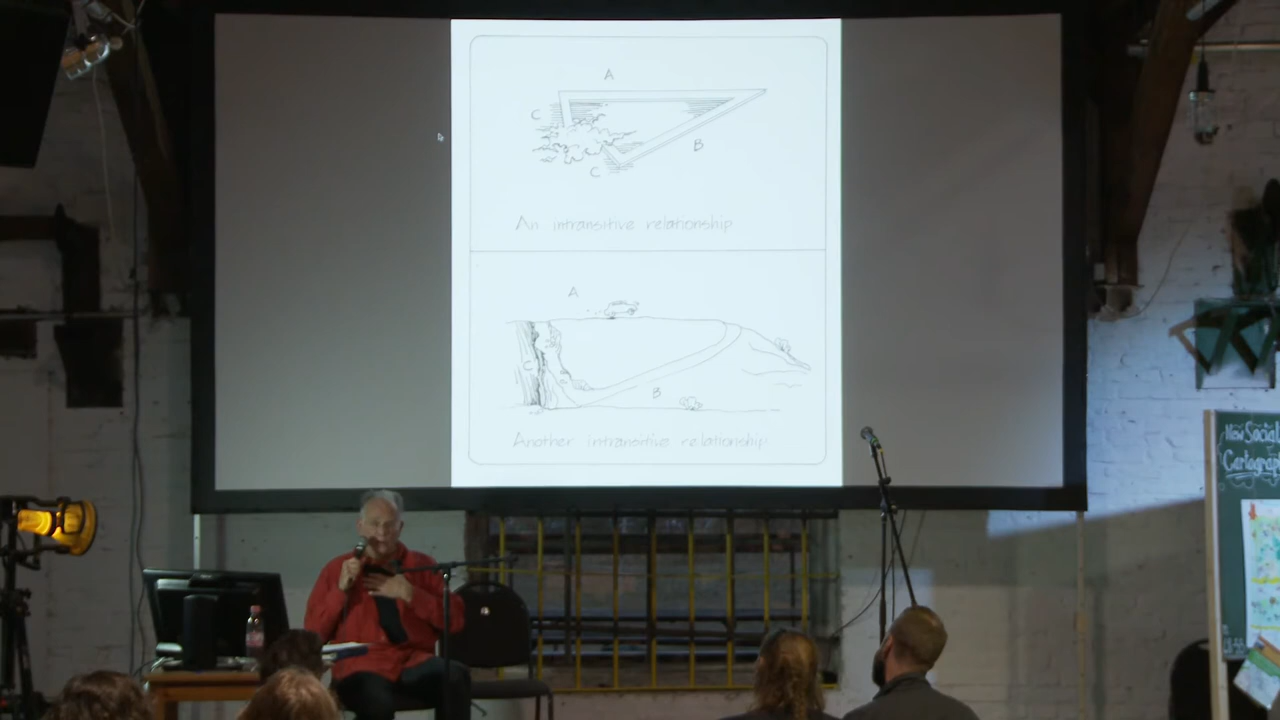 A
C
B
C
An intransitive relationship
A
C
B
Another intransitive relationship
New Social
Cartograph